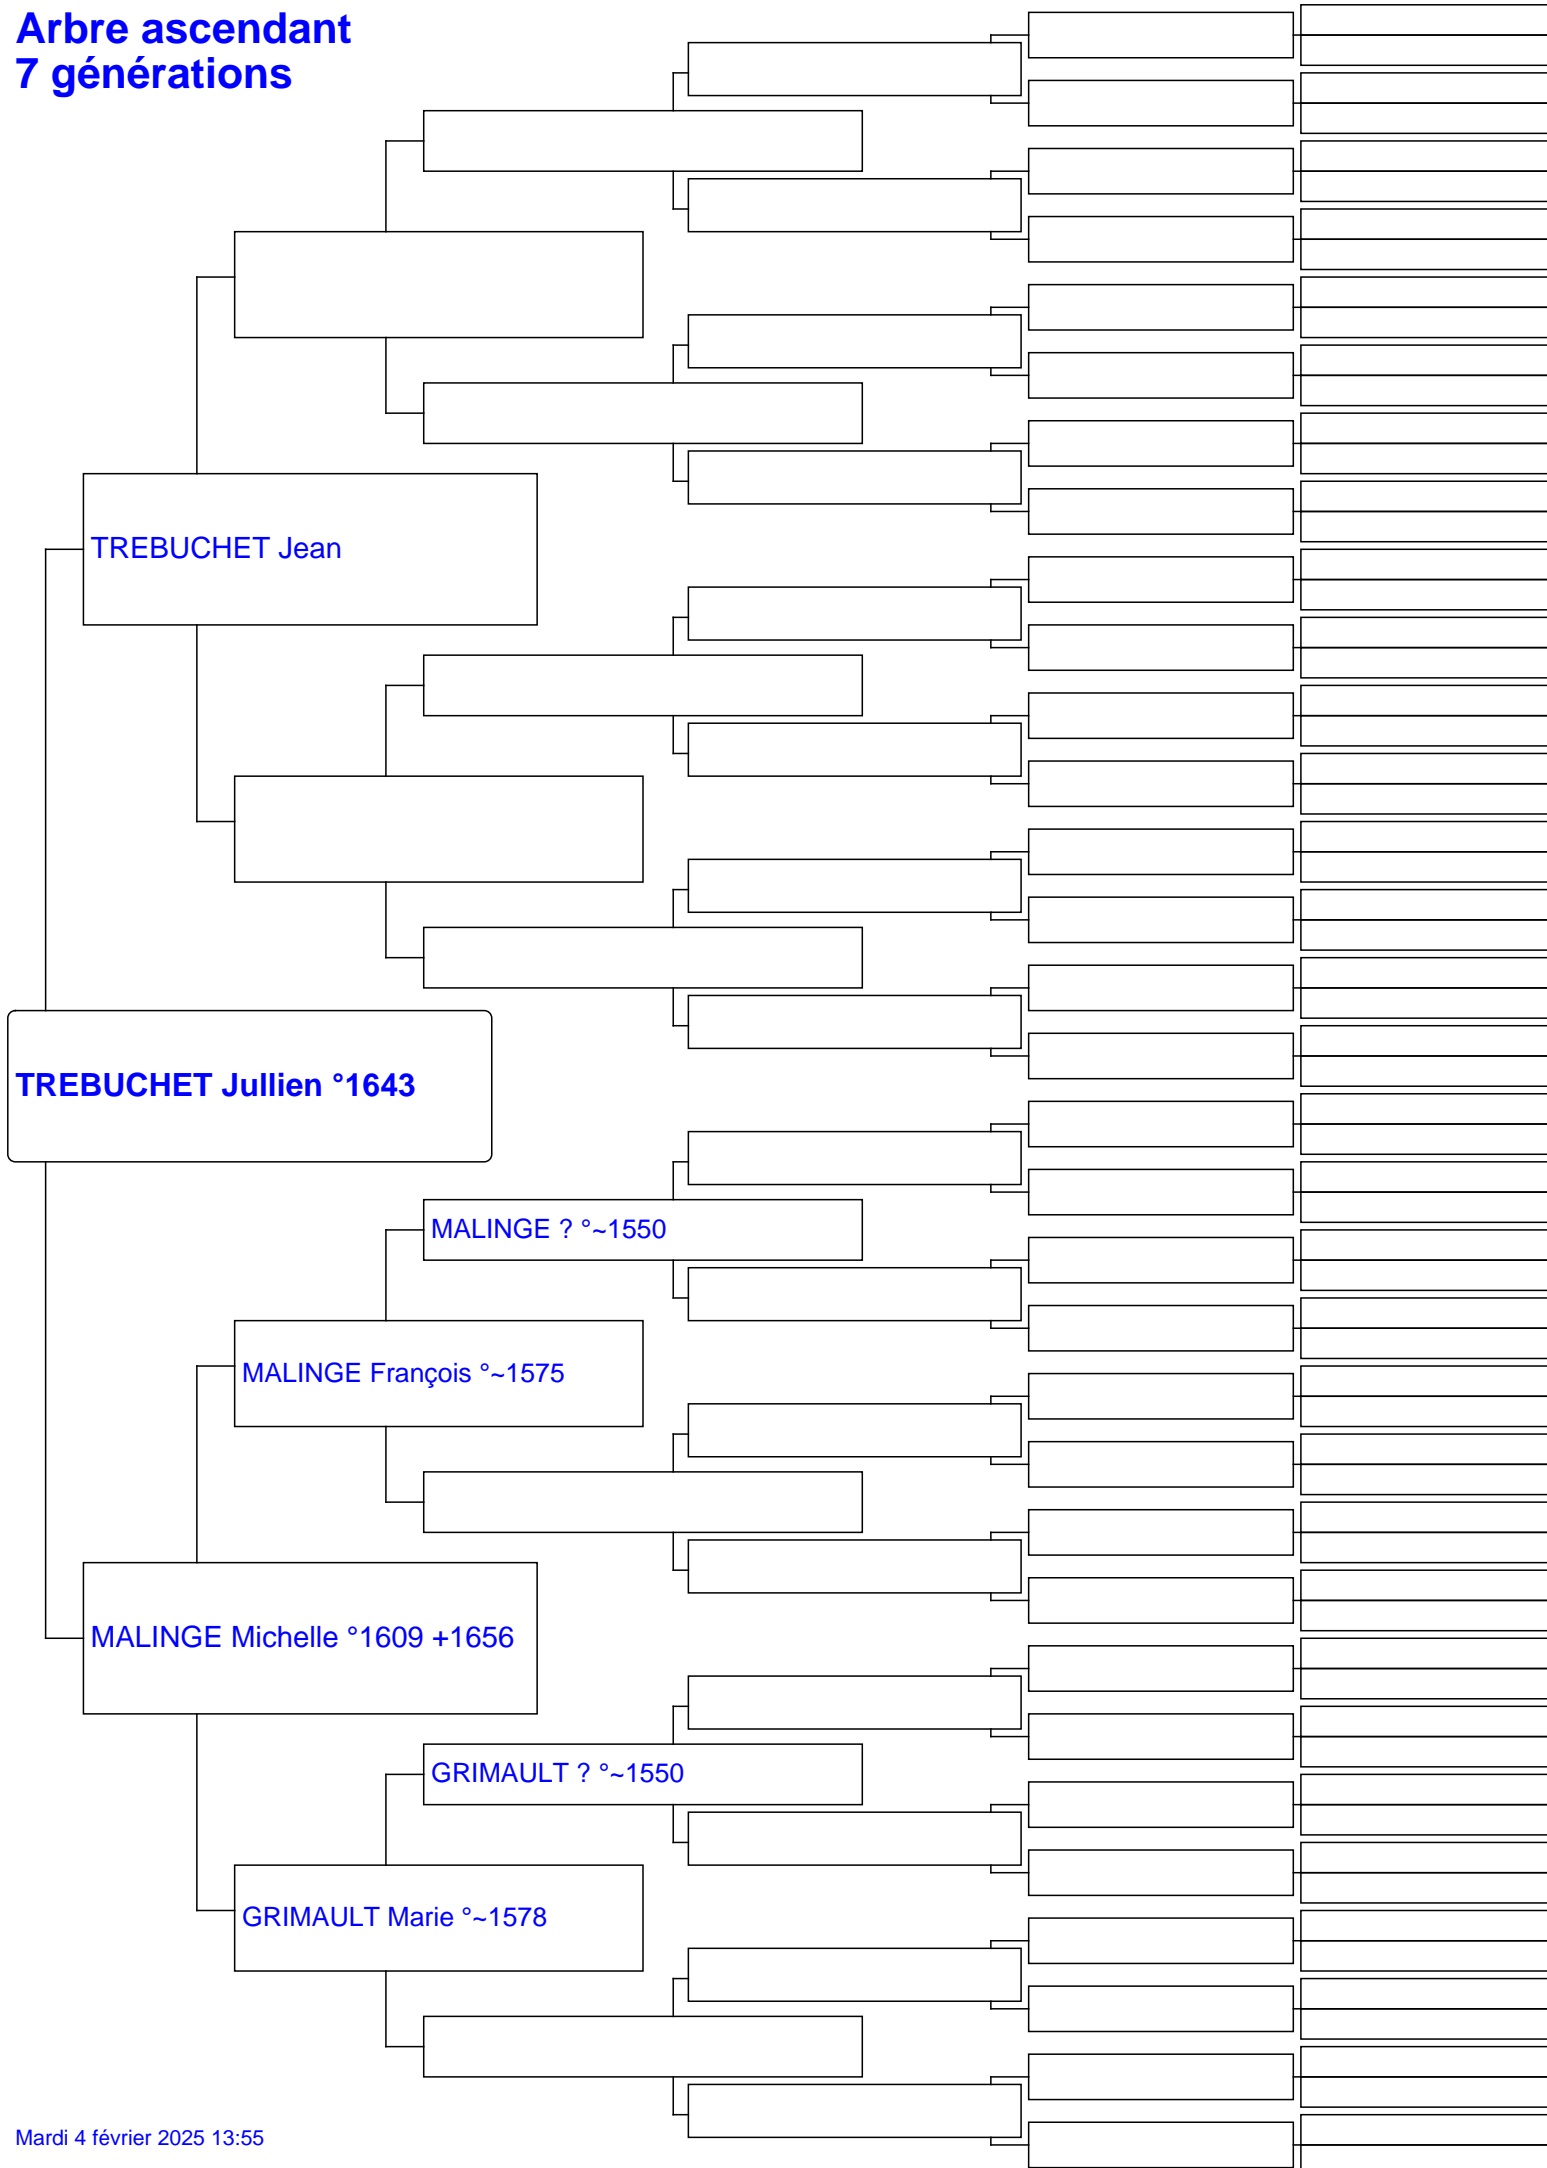 Arbre ascendant
7 générations
TREBUCHET Jean
TREBUCHET Jullien °1643
MALINGE ? °~1550
MALINGE François °~1575
MALINGE Michelle °1609 +1656
GRIMAULT ? °~1550
GRIMAULT Marie °~1578
Mardi 4 février 2025 13:55